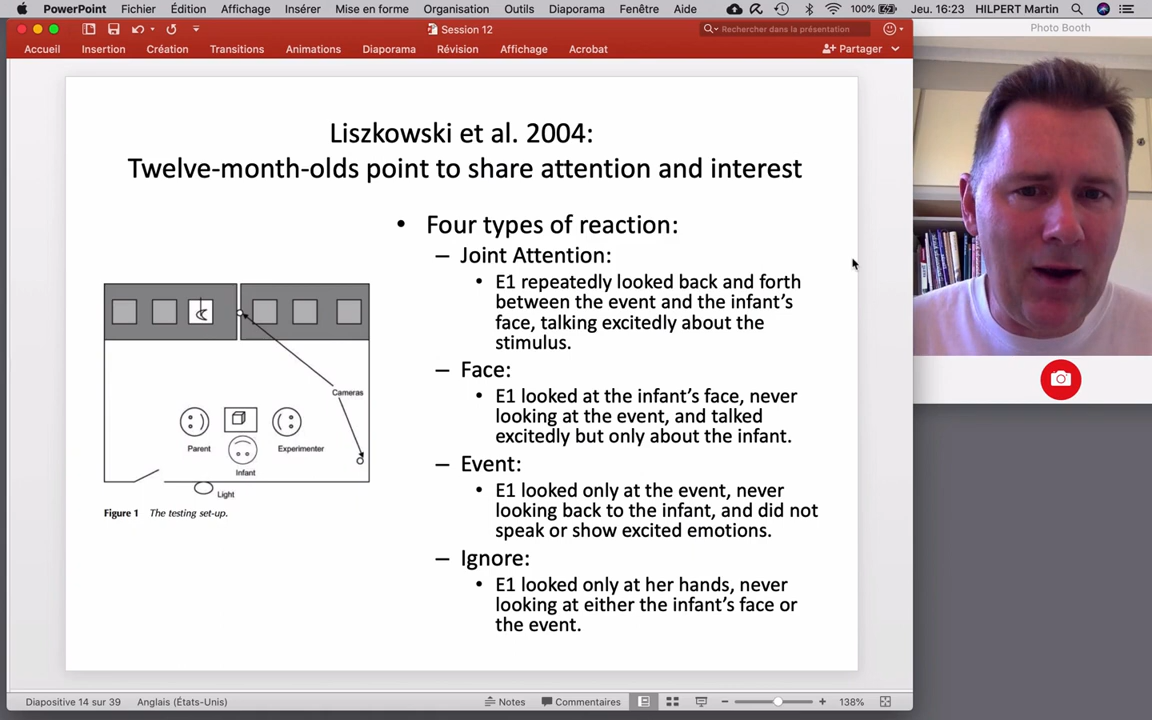 PowerPoint Fichier Édition Affichage Insérer Mise en forme Organisation Outils Diaporama Fenêtre Aide 100% Jeu. 16:23 HILPERT Martin
Photo Booth
Session 12
Rechercher dans la présentation
Accueil Insertion Création Transitions Animations Diaporama Révision Affichage Acrobat Partager
Liszkowski et al. 2004:
Twelve-month-olds point to share attention and interest
• Four types of reaction:
– Joint Attention:
• E1 repeatedly looked back and forth
between the event and the infant’s
face, talking excitedly about the
stimulus.
– Face:
• E1 looked at the infant’s face, never
looking at the event, and talked
excitedly but only about the infant.
– Event:
• E1 looked only at the event, never
looking back to the infant, and did not
speak or show excited emotions.
– Ignore:
• E1 looked only at her hands, never
looking at either the infant’s face or
the event.
Cameras
Parent
Experimenter
Infant
Light
Figure 1 The testing set-up.
Diapositive 14 sur 39 Anglais (États-Unis) Notes Commentaires 138%